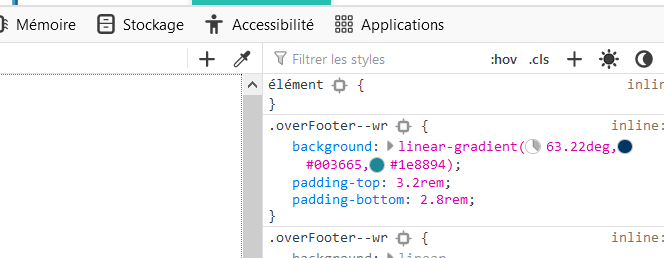 Mémoire Stockage Accessibilité Applications
Filtrer les styles :hov .cls
élément { inlin
}
.overFooter--wr { inline:
background: linear-gradient( 63.22deg,
#003665, #1e8894);
padding-top: 3.2rem;
padding-bottom: 2.8rem;
}
.overFooter--wr { inline:
background: linear-